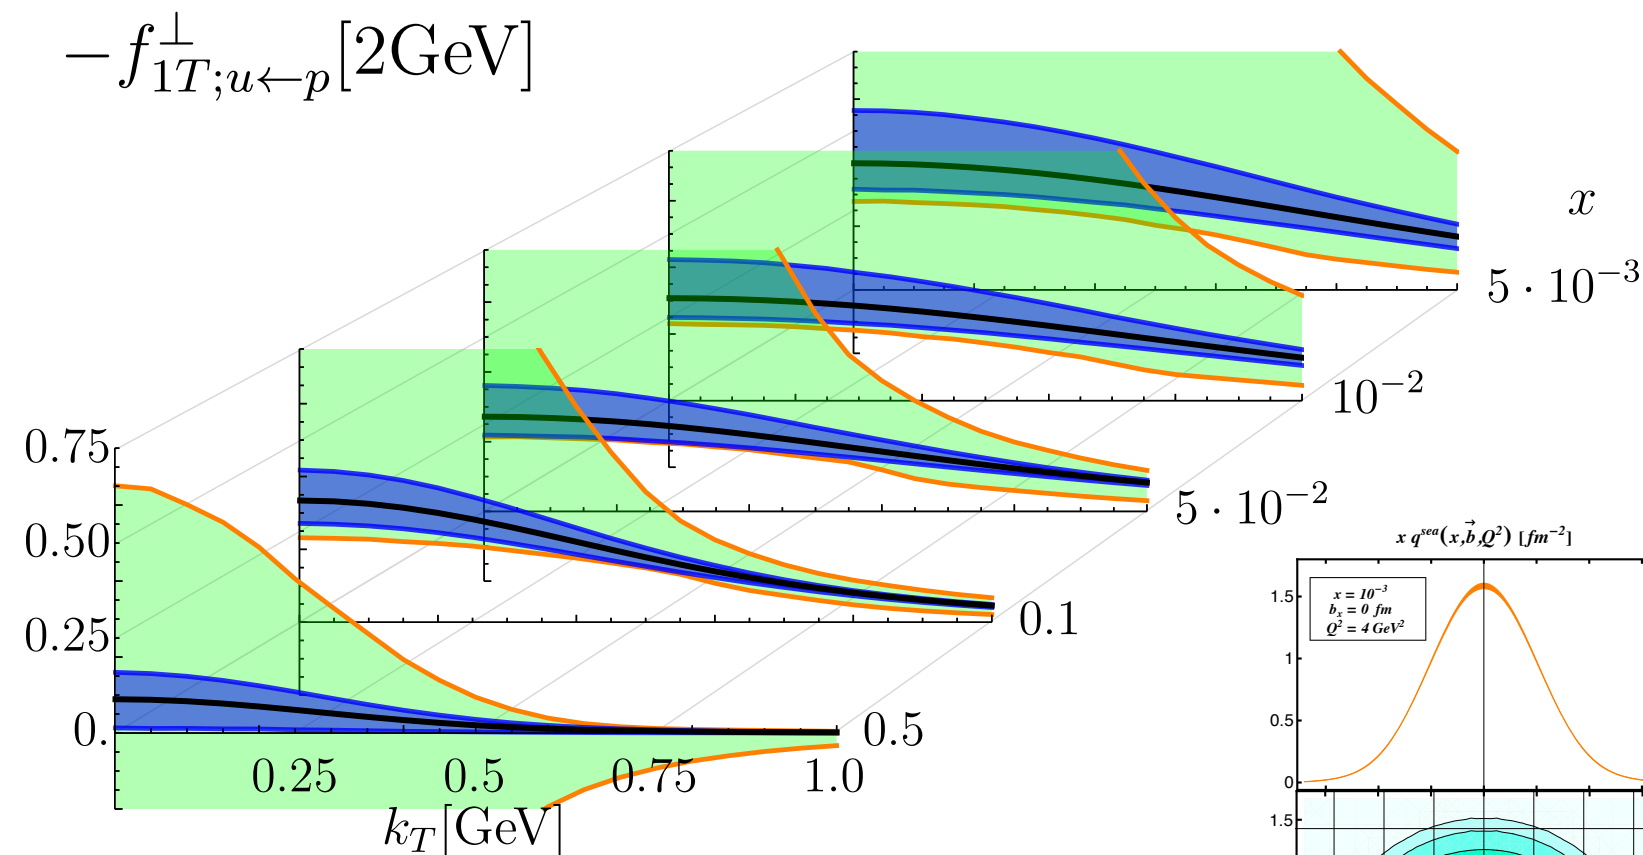 −f⊥1T;u←p[2GeV]
x
5 · 10−3
10−2
5 · 10−2
0.1
0.5
0.75
0.50
0.25
0.
0.25 0.5 0.75 1.0
kT[GeV]
x qsea(x,b⃗,Q2) [fm−2]
x = 10−3
bx = 0 fm
Q2 = 4 GeV2
1.5
1
0.5
0
1.5